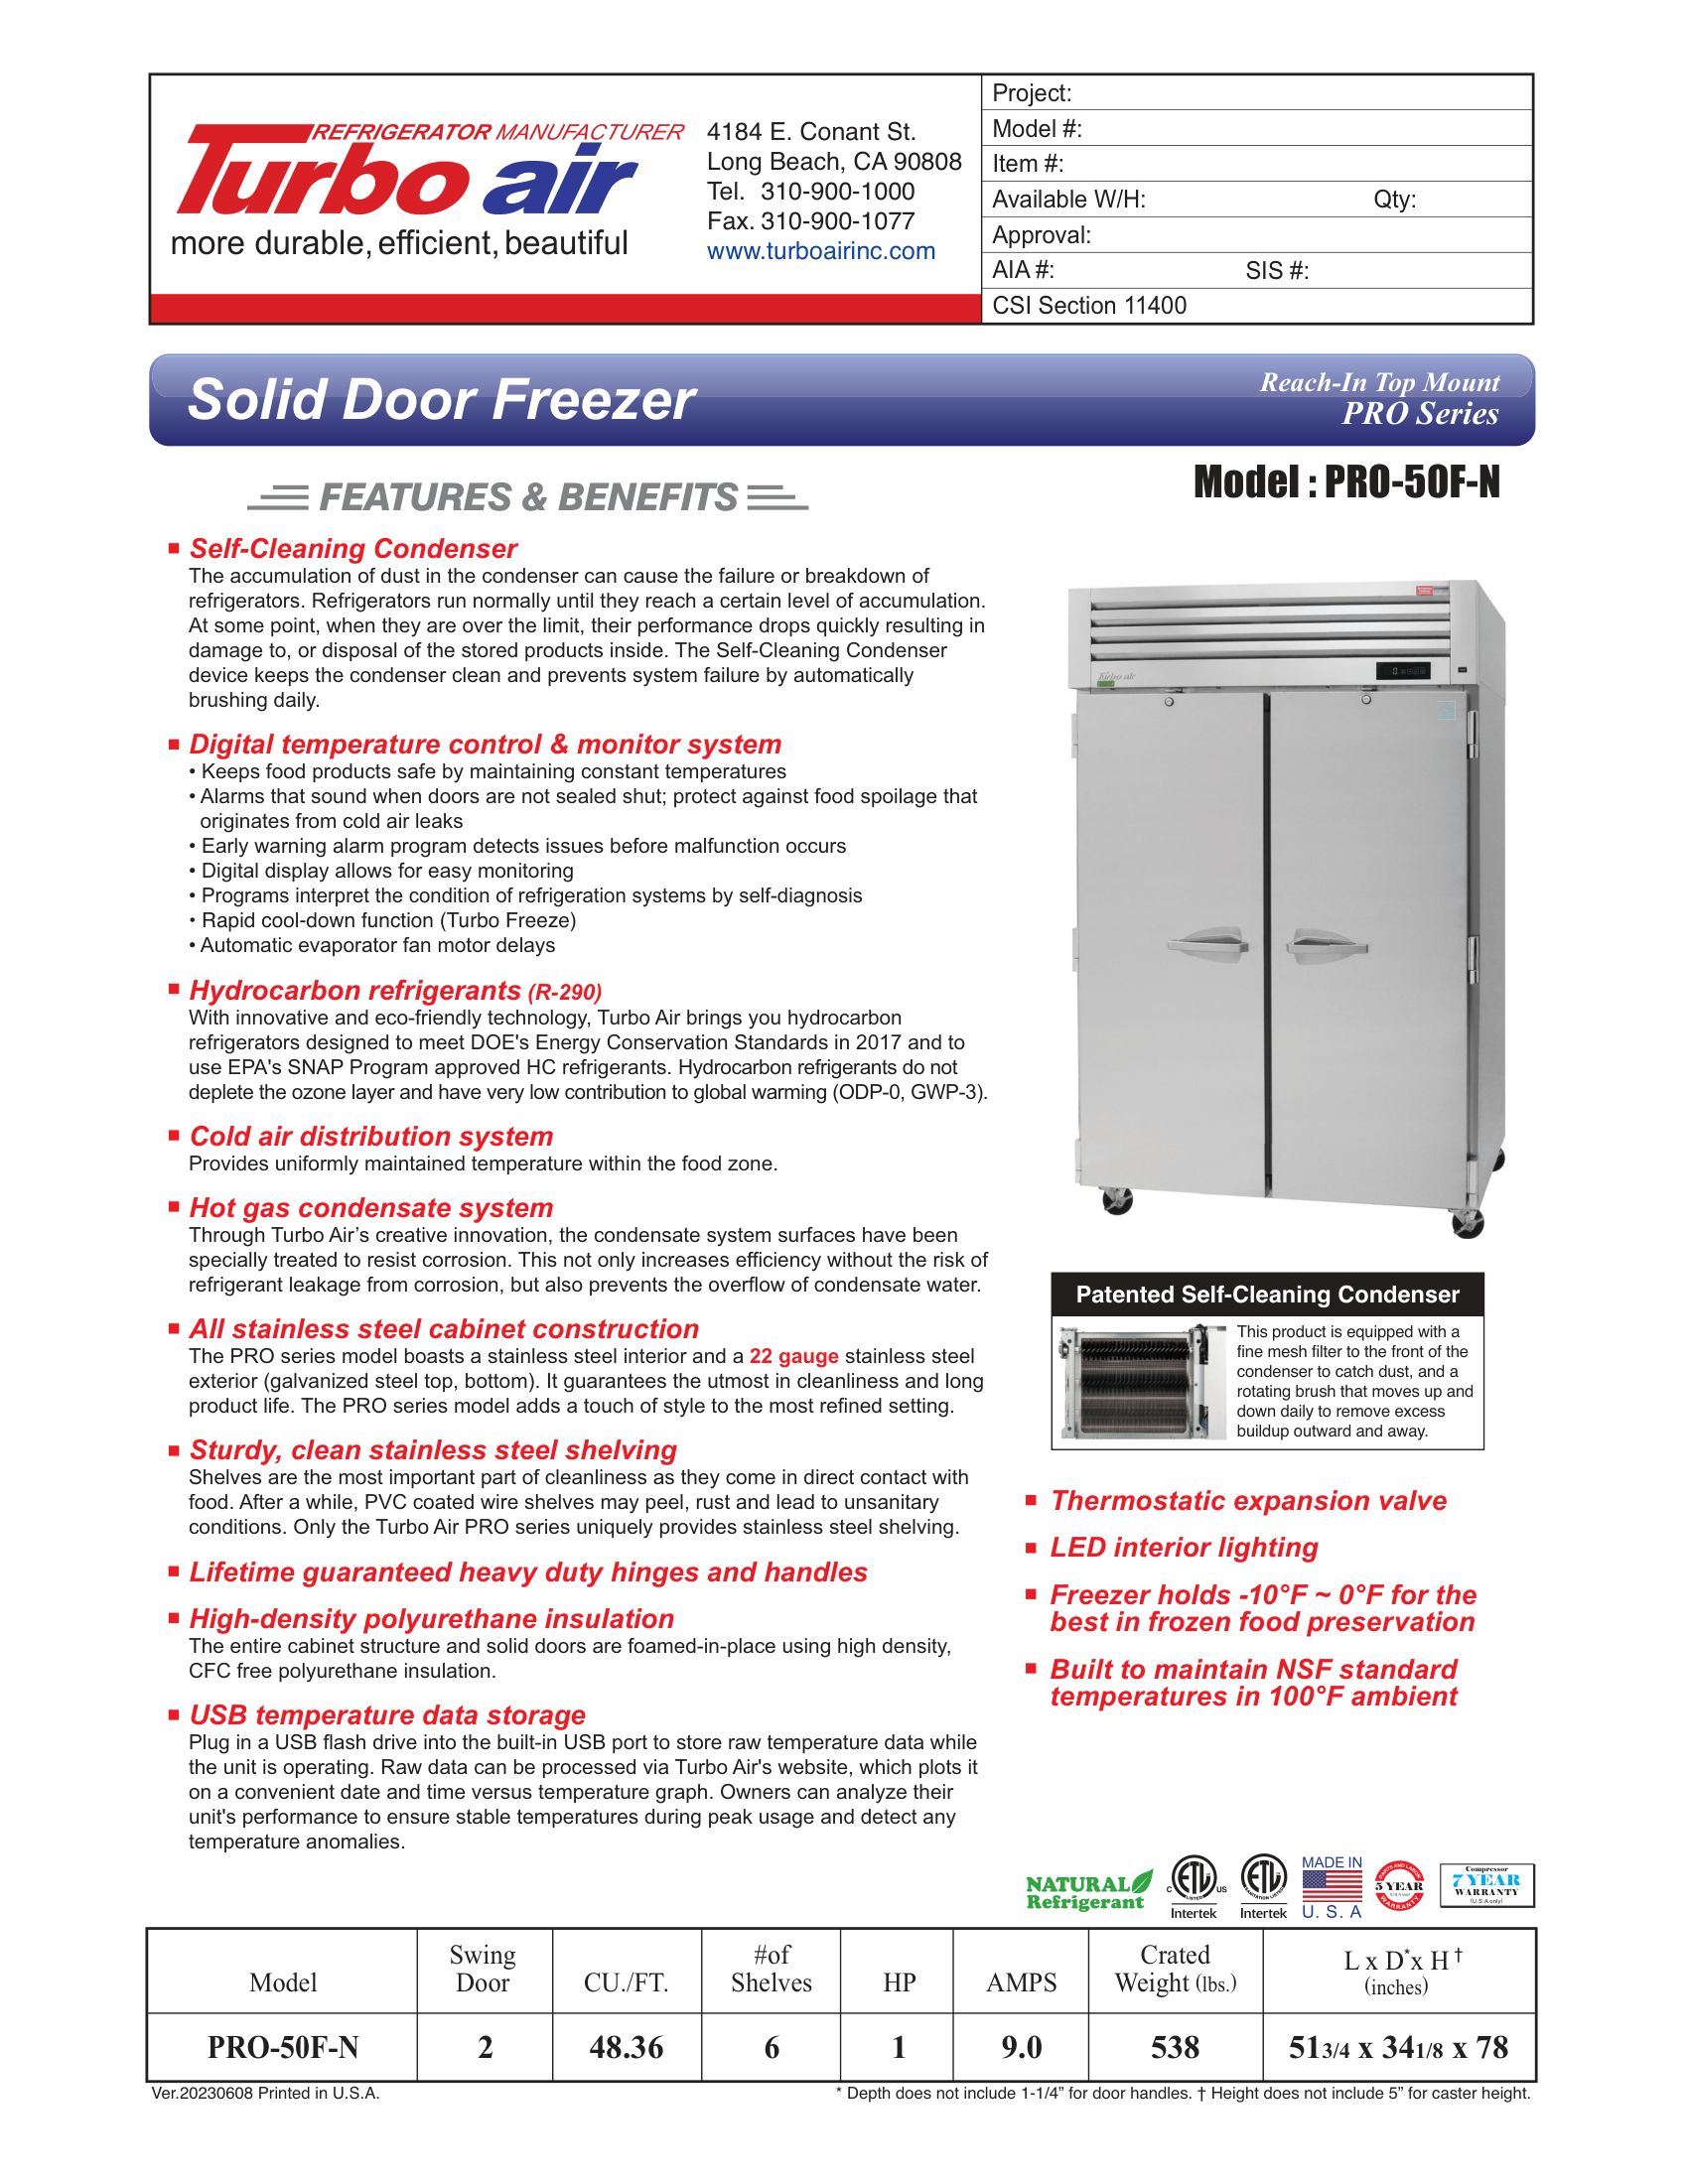 REFRIGERATOR MANUFACTURER
Turbo air
more durable, efficient, beautiful
4184 E. Conant St.
Long Beach, CA 90808
Tel. 310-900-1000
Fax. 310-900-1077
www.turboairinc.com
Project:
Model #:
Item #:
Available W/H: Qty:
Approval:
AIA #: SIS #:
CSI Section 11400
Solid Door Freezer
Reach-In Top Mount
PRO Series
Model : PRO-50F-N
FEATURES & BENEFITS
Self-Cleaning Condenser
The accumulation of dust in the condenser can cause the failure or breakdown of
refrigerators. Refrigerators run normally until they reach a certain level of accumulation.
At some point, when they are over the limit, their performance drops quickly resulting in
damage to, or disposal of the stored products inside. The Self-Cleaning Condenser
device keeps the condenser clean and prevents system failure by automatically
brushing daily.
Digital temperature control & monitor system
• Keeps food products safe by maintaining constant temperatures
• Alarms that sound when doors are not sealed shut; protect against food spoilage that
originates from cold air leaks
• Early warning alarm program detects issues before malfunction occurs
• Digital display allows for easy monitoring
• Programs interpret the condition of refrigeration systems by self-diagnosis
• Rapid cool-down function (Turbo Freeze)
• Automatic evaporator fan motor delays
Hydrocarbon refrigerants (R-290)
With innovative and eco-friendly technology, Turbo Air brings you hydrocarbon
refrigerators designed to meet DOE's Energy Conservation Standards in 2017 and to
use EPA's SNAP Program approved HC refrigerants. Hydrocarbon refrigerants do not
deplete the ozone layer and have very low contribution to global warming (ODP-0, GWP-3).
Cold air distribution system
Provides uniformly maintained temperature within the food zone.
Hot gas condensate system
Through Turbo Air’s creative innovation, the condensate system surfaces have been
specially treated to resist corrosion. This not only increases efficiency without the risk of
refrigerant leakage from corrosion, but also prevents the overflow of condensate water.
All stainless steel cabinet construction
The PRO series model boasts a stainless steel interior and a 22 gauge stainless steel
exterior (galvanized steel top, bottom). It guarantees the utmost in cleanliness and long
product life. The PRO series model adds a touch of style to the most refined setting.
Sturdy, clean stainless steel shelving
Shelves are the most important part of cleanliness as they come in direct contact with
food. After a while, PVC coated wire shelves may peel, rust and lead to unsanitary
conditions. Only the Turbo Air PRO series uniquely provides stainless steel shelving.
Lifetime guaranteed heavy duty hinges and handles
High-density polyurethane insulation
The entire cabinet structure and solid doors are foamed-in-place using high density,
CFC free polyurethane insulation.
USB temperature data storage
Plug in a USB flash drive into the built-in USB port to store raw temperature data while
the unit is operating. Raw data can be processed via Turbo Air's website, which plots it
on a convenient date and time versus temperature graph. Owners can analyze their
unit's performance to ensure stable temperatures during peak usage and detect any
temperature anomalies.
Turbo air
Patented Self-Cleaning Condenser
This product is equipped with a
fine mesh filter to the front of the
condenser to catch dust, and a
rotating brush that moves up and
down daily to remove excess
buildup outward and away.
Thermostatic expansion valve
LED interior lighting
Freezer holds -10°F ~ 0°F for the
best in frozen food preservation
Built to maintain NSF standard
temperatures in 100°F ambient
NATURAL
Refrigerant
C ETL US
LISTED
Intertek
ETL
SANITATION LISTED
Intertek
MADE IN
U. S. A
PARTS AND LABOR
5 YEAR
(U.S.A only)
WARRANTY
Compressor
7 YEAR
WARRANTY
(U.S.A only)
Model Swing Door CU./FT. #of Shelves HP AMPS Crated Weight (lbs.) L x D* x H † (inches)
PRO-50F-N 2 48.36 6 1 9.0 538 51 3/4 x 34 1/8 x 78
Ver.20230608 Printed in U.S.A.
* Depth does not include 1-1/4” for door handles. † Height does not include 5” for caster height.